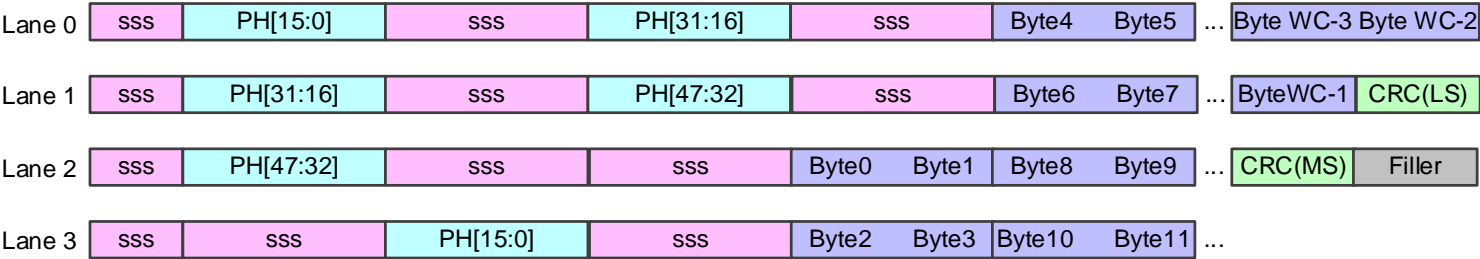 Lane 0 sss PH[15:0] sss PH[31:16] sss Byte4 Byte5 ... Byte WC-3 Byte WC-2
Lane 1 sss PH[31:16] sss PH[47:32] sss Byte6 Byte7 ... ByteWC-1 CRC(LS)
Lane 2 sss PH[47:32] sss sss Byte0 Byte1 Byte8 Byte9 ... CRC(MS) Filler
Lane 3 sss sss PH[15:0] sss Byte2 Byte3 Byte10 Byte11 ...